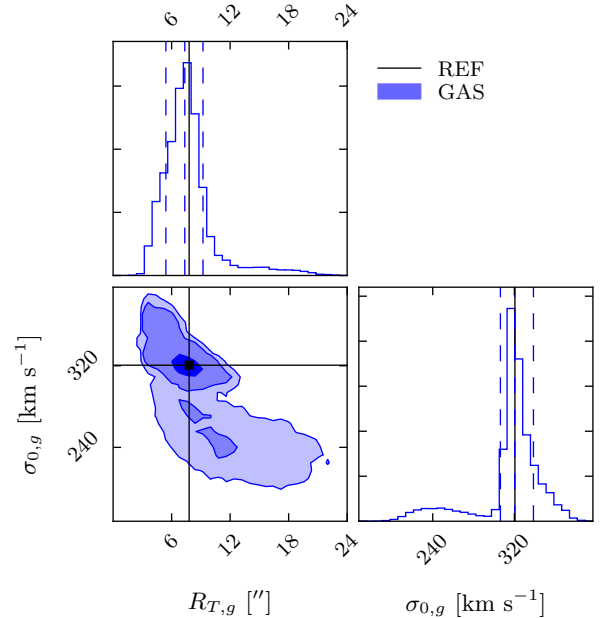 6 12 18 24
REF
GAS
320
240
σ₀,g [km s⁻¹]
6 12 18 24
240 320
R_T,g ['']
σ₀,g [km s⁻¹]